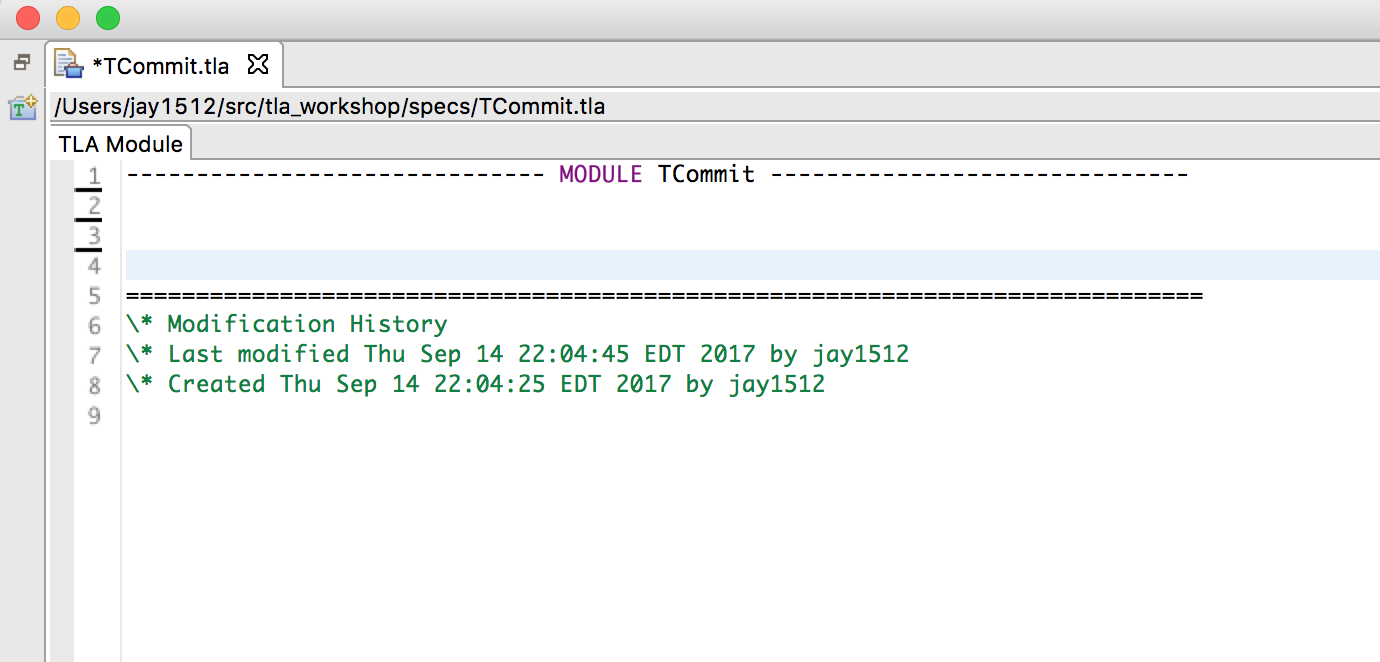 *TCommit.tla
/Users/jay1512/src/tla_workshop/specs/TCommit.tla
TLA Module
1 ------------------------------ MODULE TCommit ------------------------------
2
3
4
5 =============================================================================
6 \* Modification History
7 \* Last modified Thu Sep 14 22:04:45 EDT 2017 by jay1512
8 \* Created Thu Sep 14 22:04:25 EDT 2017 by jay1512
9